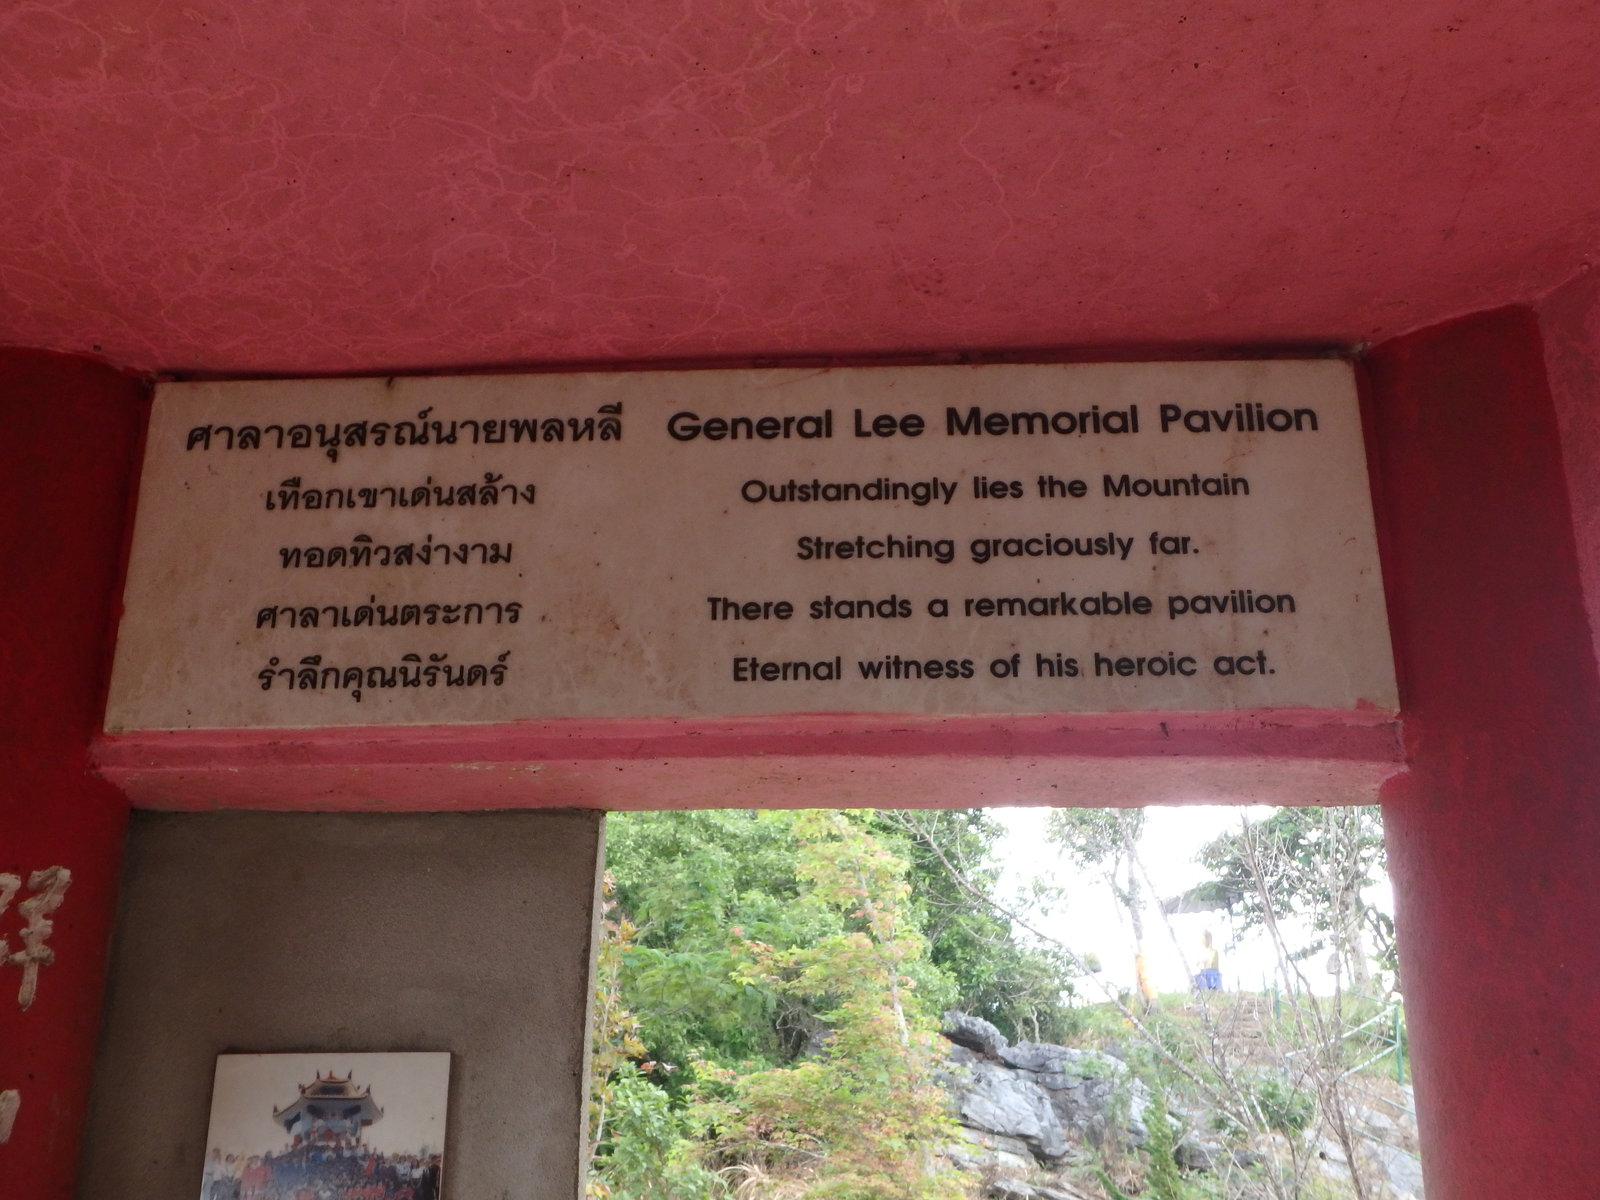 ศาลาอนุสรณ์นายพลหลี
เทือกเขาเด่นสล้าง
ทอดทิวสง่างาม
ศาลาเด่นตระการ
รำลึกคุณนิรันดร์
General Lee Memorial Pavilion
Outstandingly lies the Mountain
Stretching graciously far.
There stands a remarkable pavilion
Eternal witness of his heroic act.